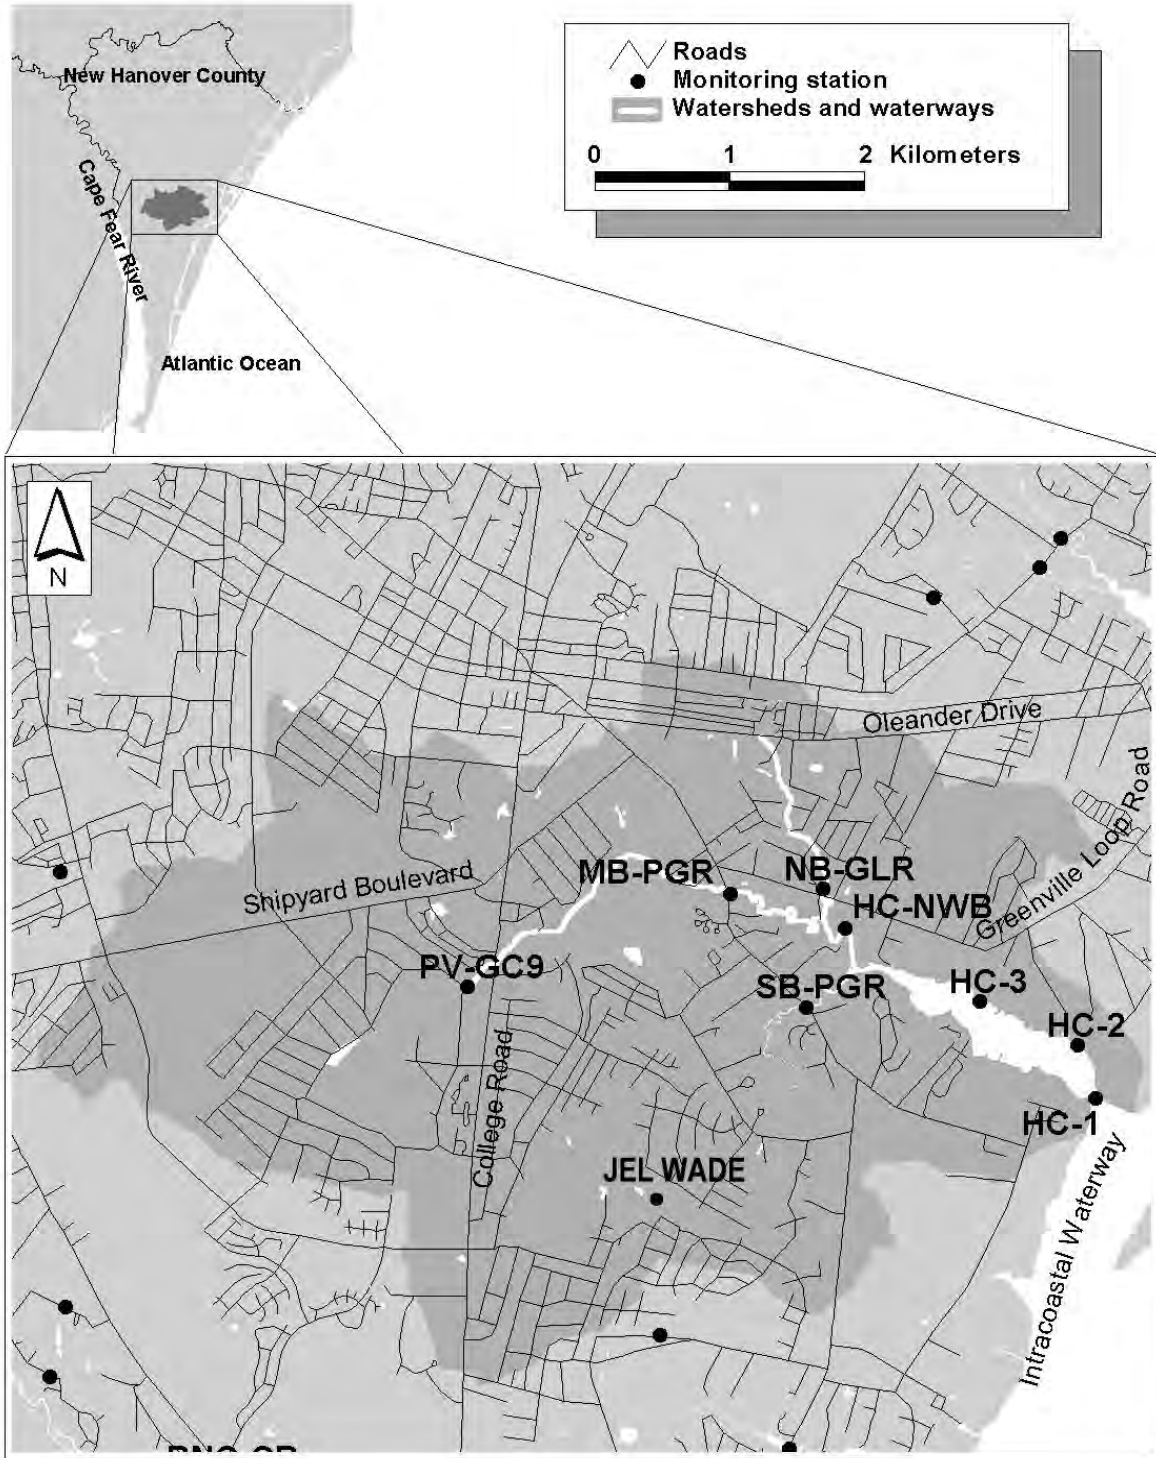 New Hanover County
Cape Fear River
Atlantic Ocean
Roads
Monitoring station
Watersheds and waterways
0 1 2 Kilometers
N
Oleander Drive
Greenville Loop Road
Shipyard Boulevard
MB-PGR
NB-GLR
HC-NWB
PV-GC9
SB-PGR
HC-3
HC-2
HC-1
College Road
JEL WADE
Intracoastal Waterway